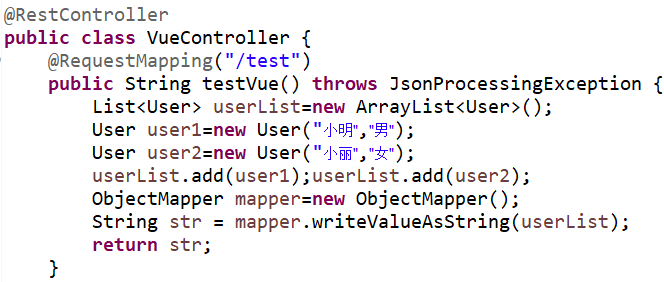 @RestController
public class VueController {
    @RequestMapping("/test")
    public String testVue() throws JsonProcessingException {
        List<User> userList=new ArrayList<User>();
        User user1=new User("小明","男");
        User user2=new User("小丽","女");
        userList.add(user1);userList.add(user2);
        ObjectMapper mapper=new ObjectMapper();
        String str = mapper.writeValueAsString(userList);
        return str;
    }